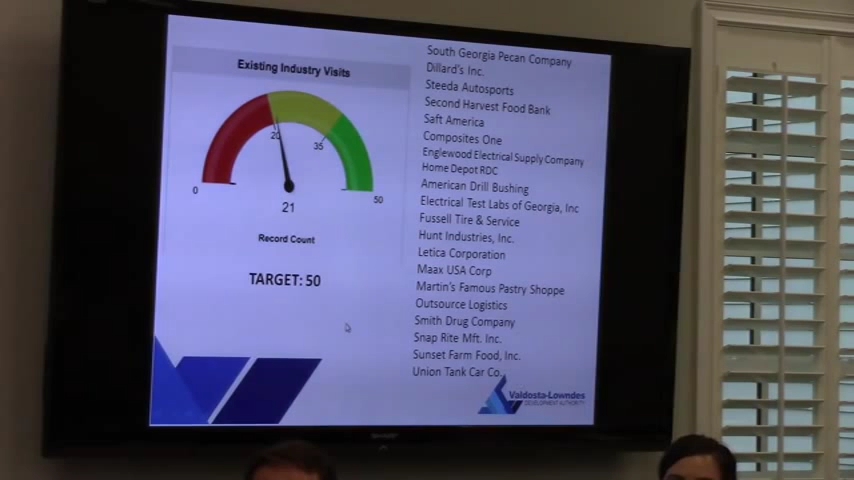 Existing Industry Visits
0
20
35
50
21
Record Count
TARGET: 50
South Georgia Pecan Company
Dillard's Inc.
Steeda Autosports
Second Harvest Food Bank
Saft America
Composites One
Englewood Electrical Supply Company
Home Depot RDC
American Drill Bushing
Electrical Test Labs of Georgia, Inc
Fussell Tire & Service
Hunt Industries, Inc.
Letica Corporation
Maax USA Corp
Martin's Famous Pastry Shoppe
Outsource Logistics
Smith Drug Company
Snap Rite Mft. Inc.
Sunset Farm Food, Inc.
Union Tank Car Co.
Valdosta-Lowndes
DEVELOPMENT AUTHORITY
SHARP